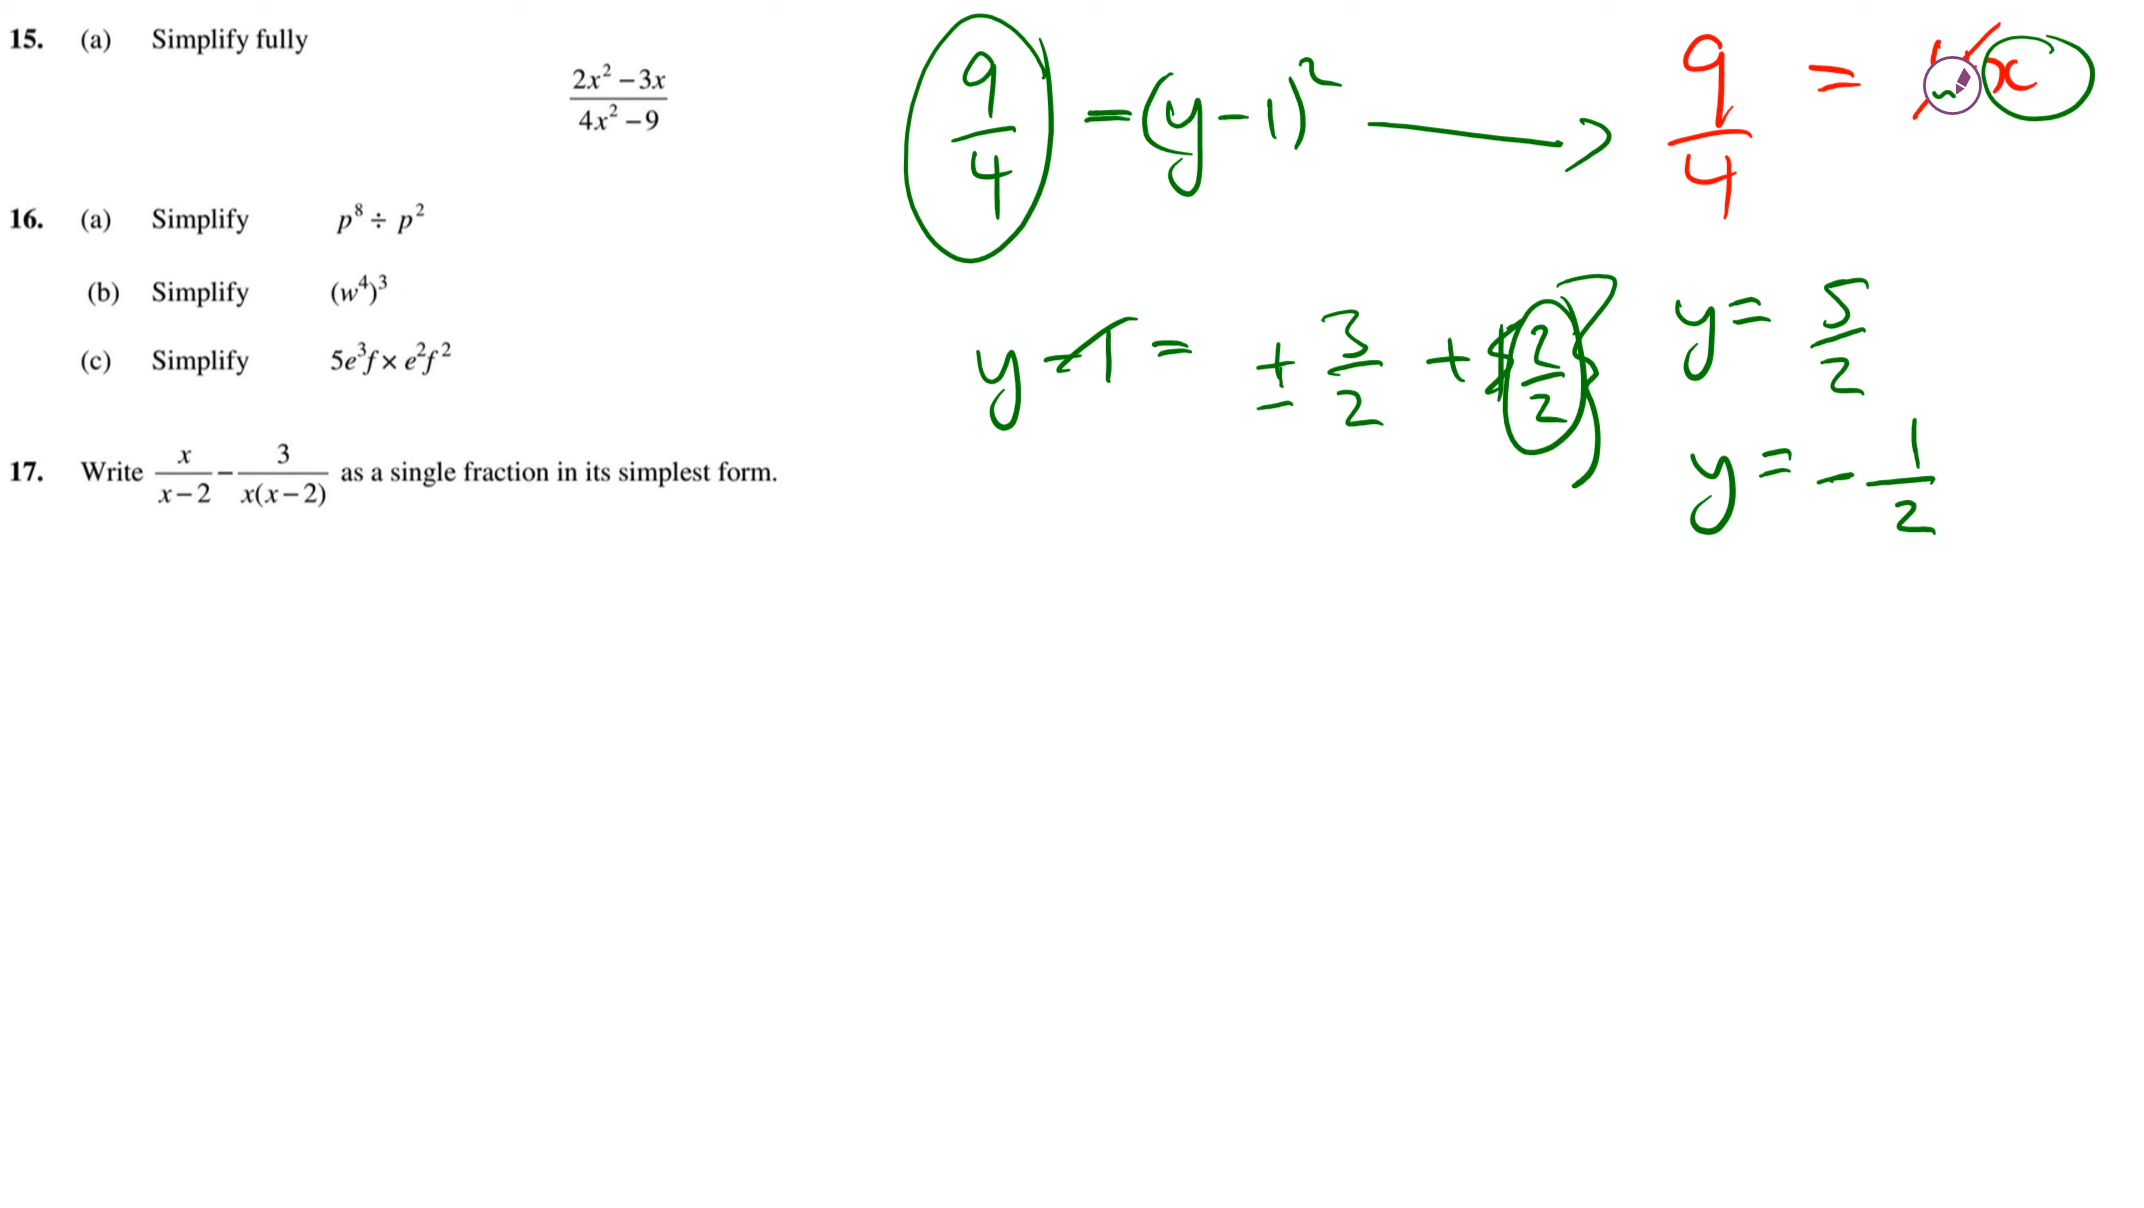 15. (a) Simplify fully
(2x² − 3x)/(4x² − 9)
16. (a) Simplify p⁸ ÷ p²
(b) Simplify (w⁴)³
(c) Simplify 5e³f × e²f²
17. Write x/(x − 2) − 3/(x(x − 2)) as a single fraction in its simplest form.
9/4 = (y − 1)² → 9/4 = x
y − 1 = ± 3/2 + 2/2
y = 5/2
y = − 1/2